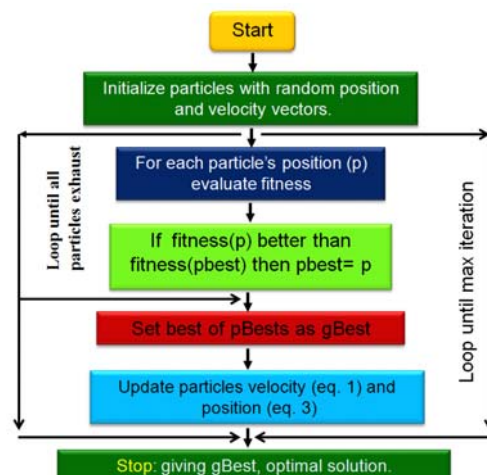 Start
Initialize particles with random position
and velocity vectors.
For each particle's position (p)
evaluate fitness
Loop until all
particles exhaust
If fitness(p) better than
fitness(pbest) then pbest= p
Loop until max iteration
Set best of pBests as gBest
Update particles velocity (eq. 1) and
position (eq. 3)
Stop: giving gBest, optimal solution.